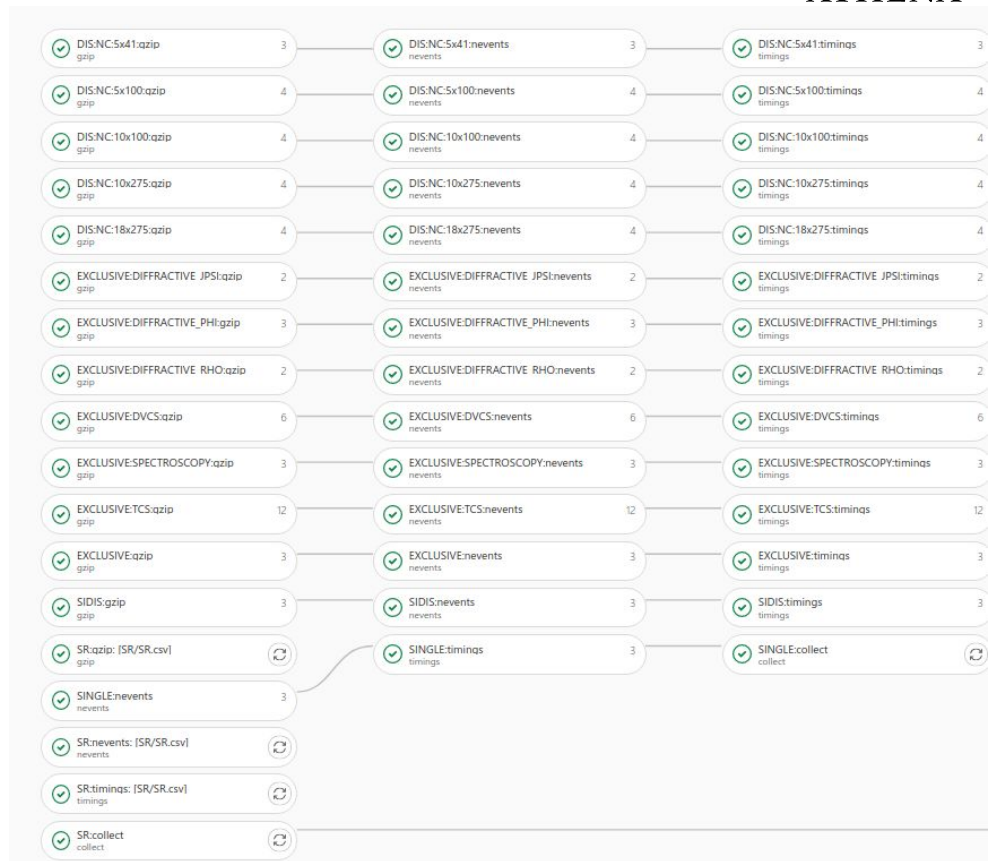 DIS:NC:5x41:gzip 3 DIS:NC:5x41:nevents 3 DIS:NC:5x41:timings 3
gzip nevents timings
DIS:NC:5x100:gzip 4 DIS:NC:5x100:nevents 4 DIS:NC:5x100:timings 4
gzip nevents timings
DIS:NC:10x100:gzip 4 DIS:NC:10x100:nevents 4 DIS:NC:10x100:timings 4
gzip nevents timings
DIS:NC:10x275:gzip 4 DIS:NC:10x275:nevents 4 DIS:NC:10x275:timings 4
gzip nevents timings
DIS:NC:18x275:gzip 4 DIS:NC:18x275:nevents 4 DIS:NC:18x275:timings 4
gzip nevents timings
EXCLUSIVE:DIFFRACTIVE_JPSI:gzip 2 EXCLUSIVE:DIFFRACTIVE_JPSI:nevents 2 EXCLUSIVE:DIFFRACTIVE_JPSI:timings 2
gzip nevents timings
EXCLUSIVE:DIFFRACTIVE_PHI:gzip 3 EXCLUSIVE:DIFFRACTIVE_PHI:nevents 3 EXCLUSIVE:DIFFRACTIVE_PHI:timings 3
gzip nevents timings
EXCLUSIVE:DIFFRACTIVE_RHO:gzip 2 EXCLUSIVE:DIFFRACTIVE_RHO:nevents 2 EXCLUSIVE:DIFFRACTIVE_RHO:timings 2
gzip nevents timings
EXCLUSIVE:DVCS:gzip 6 EXCLUSIVE:DVCS:nevents 6 EXCLUSIVE:DVCS:timings 6
gzip nevents timings
EXCLUSIVE:SPECTROSCOPY:gzip 3 EXCLUSIVE:SPECTROSCOPY:nevents 3 EXCLUSIVE:SPECTROSCOPY:timings 3
gzip nevents timings
EXCLUSIVE:TCS:gzip 12 EXCLUSIVE:TCS:nevents 12 EXCLUSIVE:TCS:timings 12
gzip nevents timings
EXCLUSIVE:gzip 3 EXCLUSIVE:nevents 3 EXCLUSIVE:timings 3
gzip nevents timings
SIDIS:gzip 3 SIDIS:nevents 3 SIDIS:timings 3
gzip nevents timings
SR:gzip: [SR/SR.csv] SINGLE:timings 3 SINGLE:collect
gzip timings collect
SINGLE:nevents 3
nevents
SR:nevents: [SR/SR.csv]
nevents
SR:timings: [SR/SR.csv]
timings
SR:collect
collect